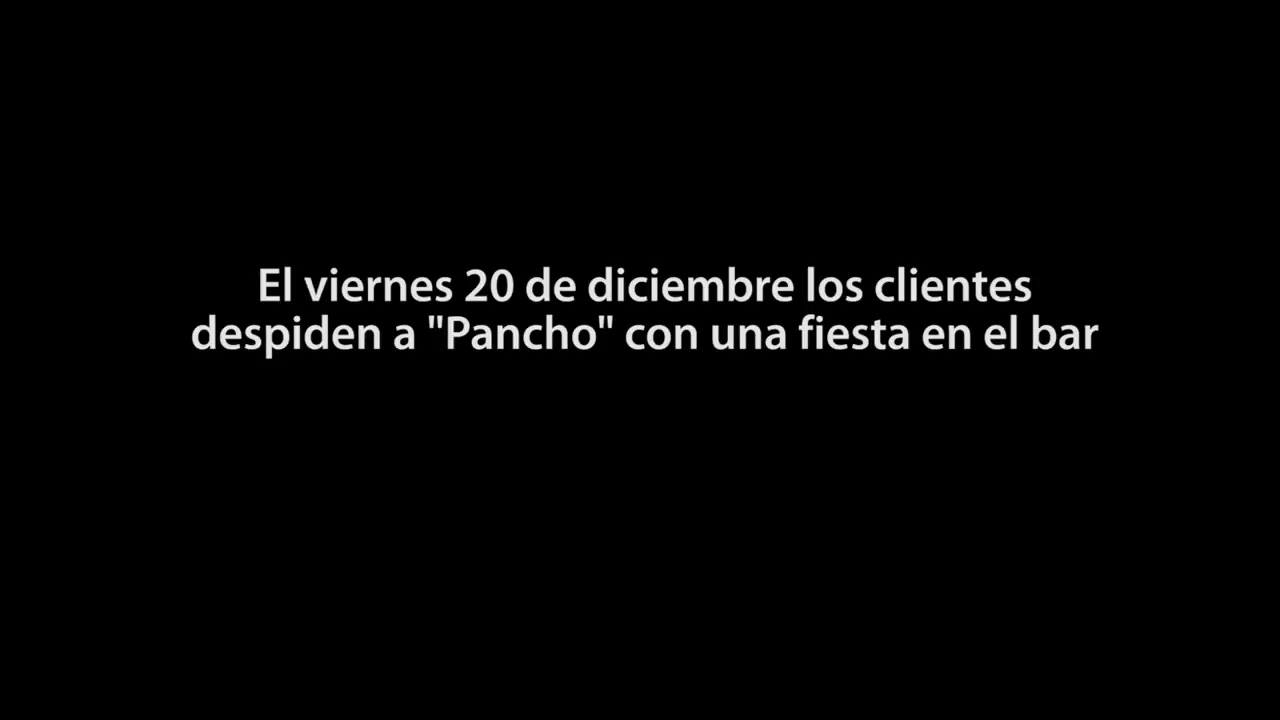 El viernes 20 de diciembre los clientes
despiden a "Pancho" con una fiesta en el bar